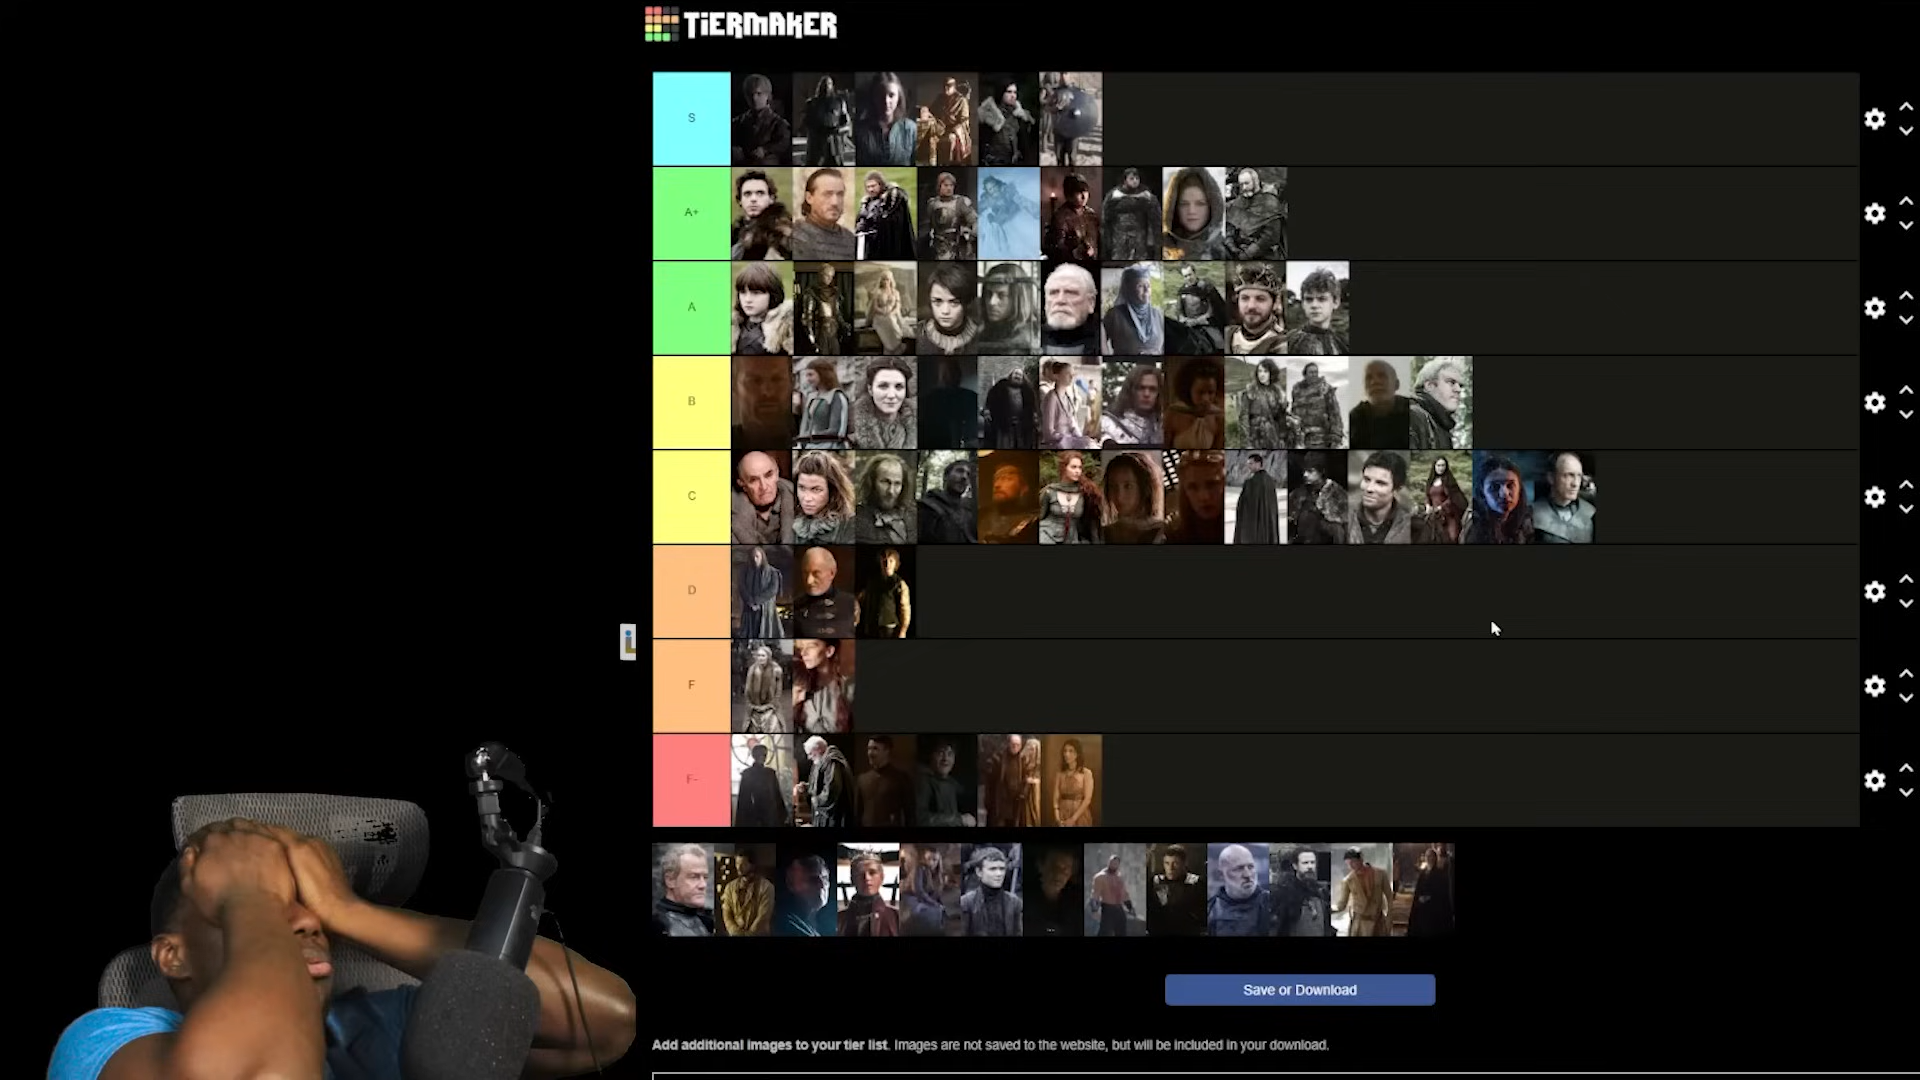 TiERMAKER
S
A+
A
B
C
D
F
F-
Save or Download
Add additional images to your tier list. Images are not saved to the website, but will be included in your download.